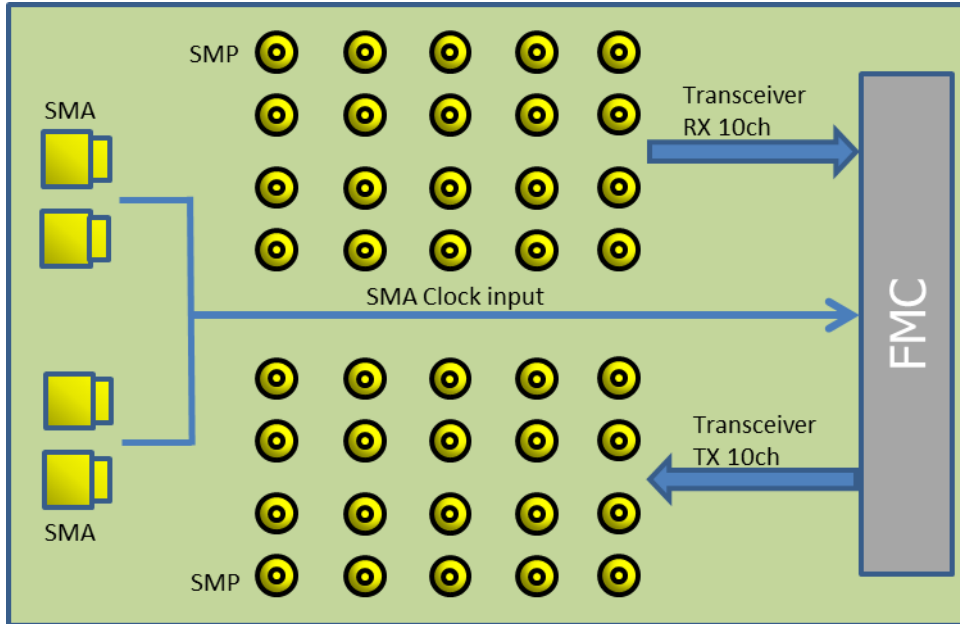 SMP
SMA
Transceiver
RX 10ch
SMA Clock input
FMC
Transceiver
TX 10ch
SMA
SMP